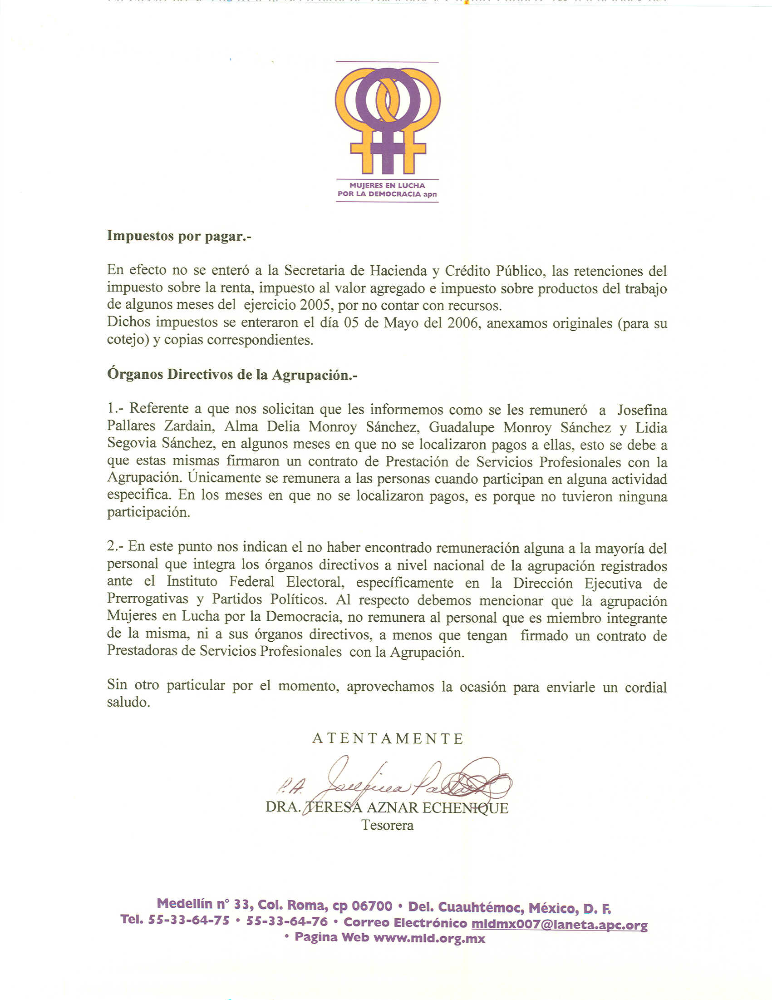 MUJERES EN LUCHA
POR LA DEMOCRACIA apn
Impuestos por pagar.-
En efecto no se enteró a la Secretaria de Hacienda y Crédito Público, las retenciones del
impuesto sobre la renta, impuesto al valor agregado e impuesto sobre productos del trabajo
de algunos meses del ejercicio 2005, por no contar con recursos.
Dichos impuestos se enteraron el día 05 de Mayo del 2006, anexamos originales (para su
cotejo) y copias correspondientes.
Órganos Directivos de la Agrupación.-
1.- Referente a que nos solicitan que les informemos como se les remuneró a Josefina
Pallares Zardain, Alma Delia Monroy Sánchez, Guadalupe Monroy Sánchez y Lidia
Segovia Sánchez, en algunos meses en que no se localizaron pagos a ellas, esto se debe a
que estas mismas firmaron un contrato de Prestación de Servicios Profesionales con la
Agrupación. Únicamente se remunera a las personas cuando participan en alguna actividad
especifica. En los meses en que no se localizaron pagos, es porque no tuvieron ninguna
participación.
2.- En este punto nos indican el no haber encontrado remuneración alguna a la mayoría del
personal que integra los órganos directivos a nivel nacional de la agrupación registrados
ante el Instituto Federal Electoral, específicamente en la Dirección Ejecutiva de
Prerrogativas y Partidos Políticos. Al respecto debemos mencionar que la agrupación
Mujeres en Lucha por la Democracia, no remunera al personal que es miembro integrante
de la misma, ni a sus órganos directivos, a menos que tengan firmado un contrato de
Prestadoras de Servicios Profesionales con la Agrupación.
Sin otro particular por el momento, aprovechamos la ocasión para enviarle un cordial
saludo.
A T E N T A M E N T E
P.A. Josefina
DRA. TERESA AZNAR ECHENIQUE
Tesorera
Medellín n° 33, Col. Roma, cp 06700 • Del. Cuauhtémoc, México, D. F.
Tel. 55-33-64-75 • 55-33-64-76 • Correo Electrónico mldmx007@laneta.apc.org
• Pagina Web www.mld.org.mx